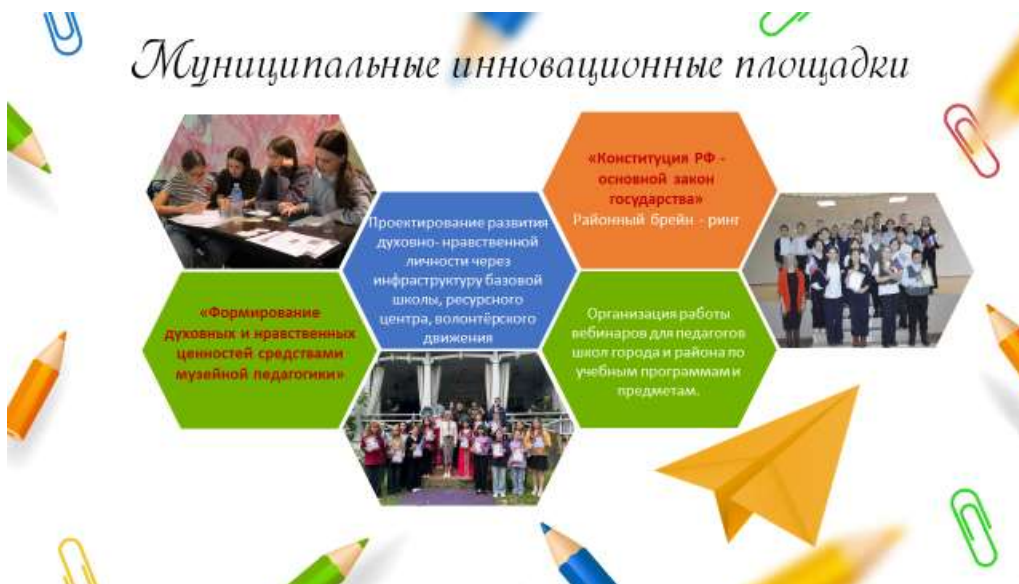 Муниципальные инновационные площадки
«Формирование
духовных и нравственных
ценностей средствами
музейной педагогики»
Проектирование развития
духовно- нравственной
личности через
инфраструктуру базовой
школы, ресурсного
центра, волонтёрского
движения
«Конституция РФ -
основной закон
государства»
Районный брейн - ринг
Организация работы
вебинаров для педагогов
школ города и района по
учебным программам и
предметам.